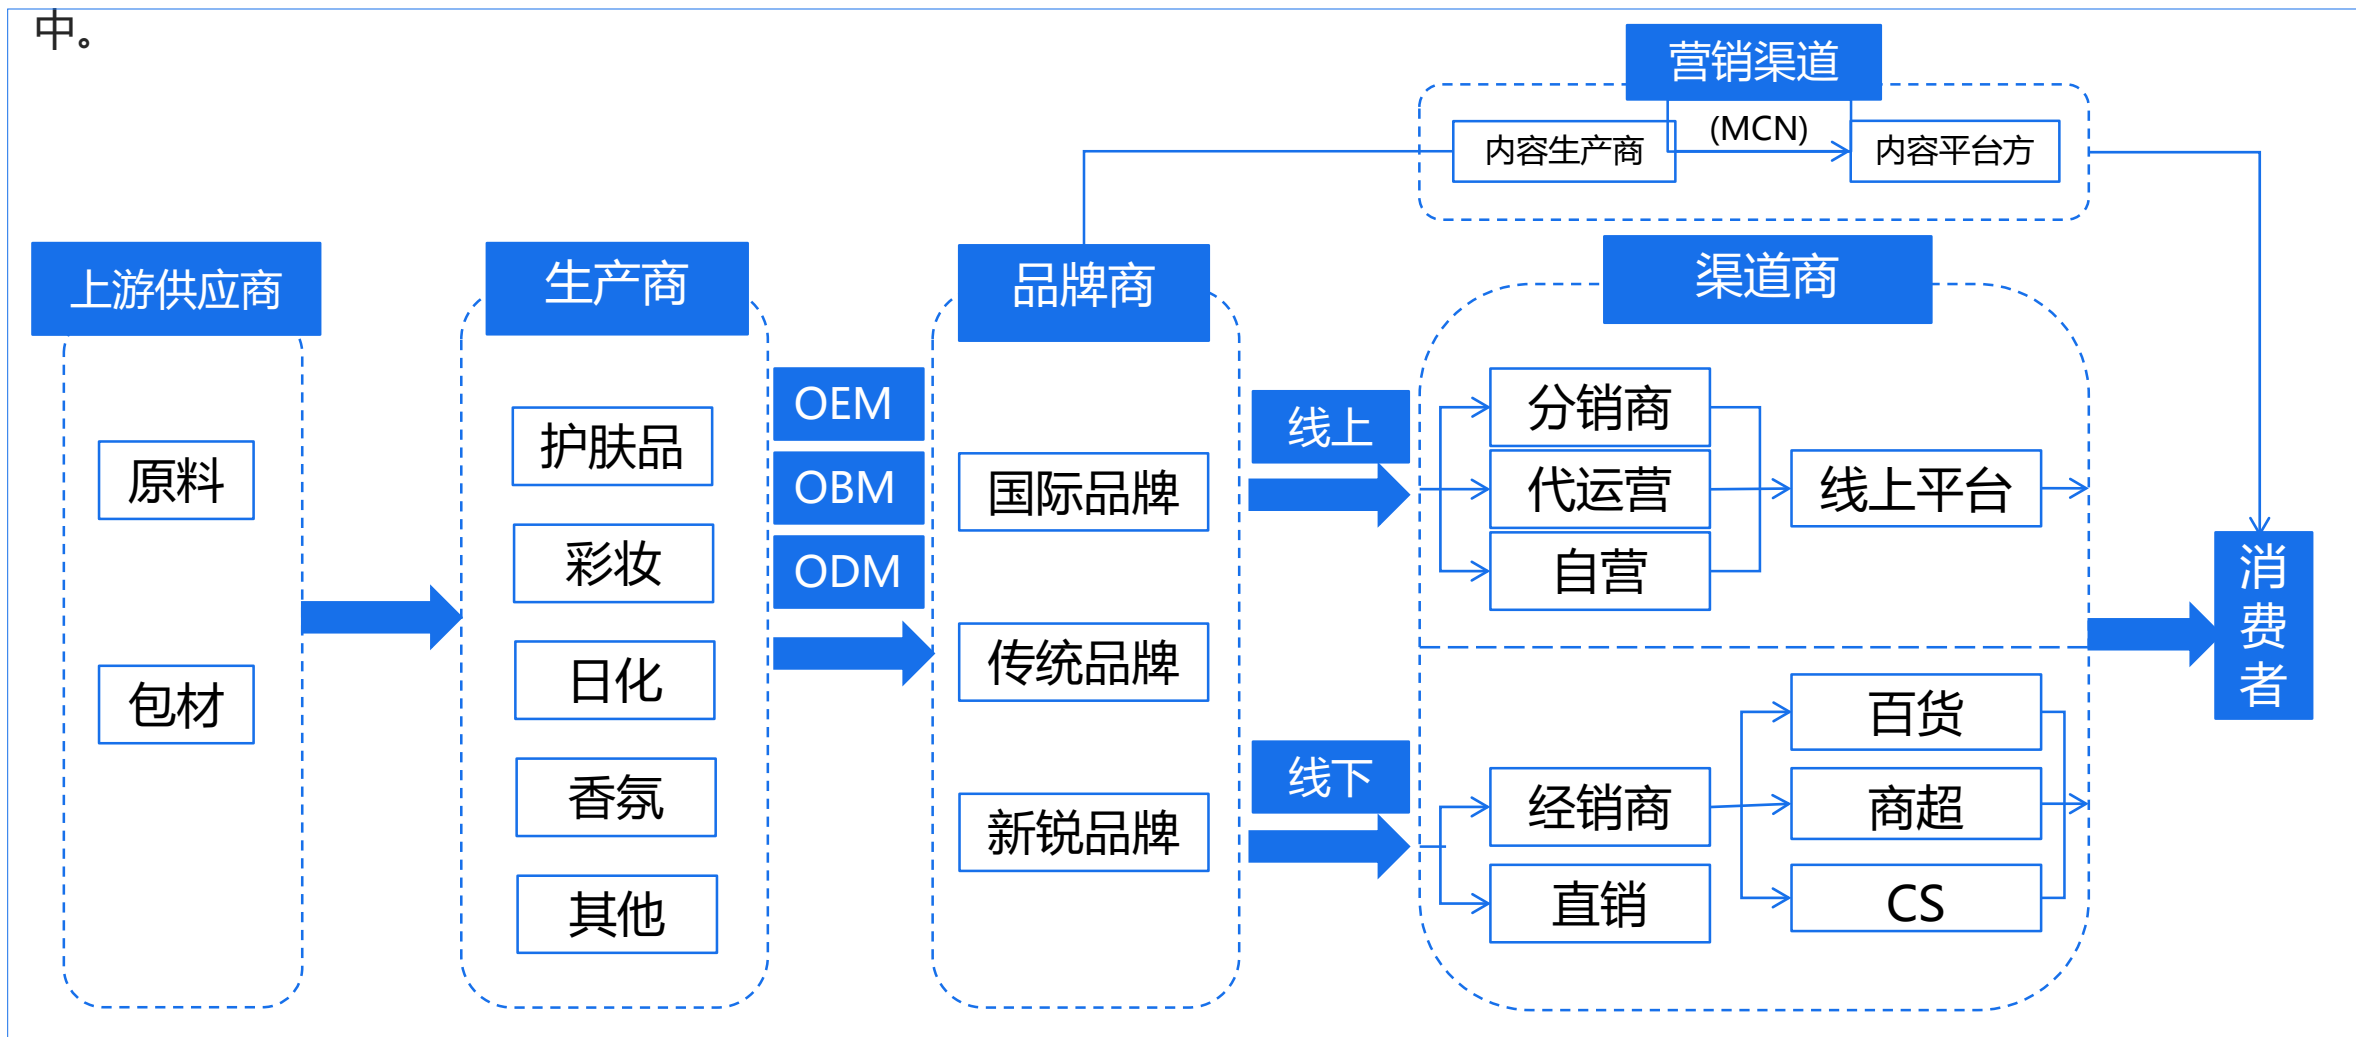 中。
营销渠道
内容生产商
(MCN)
内容平台方
上游供应商
原料
包材
生产商
护肤品
彩妆
日化
香氛
其他
OEM
OBM
ODM
品牌商
国际品牌
传统品牌
新锐品牌
线上
线下
渠道商
分销商
代运营
自营
线上平台
经销商
直销
百货
商超
CS
消
费
者